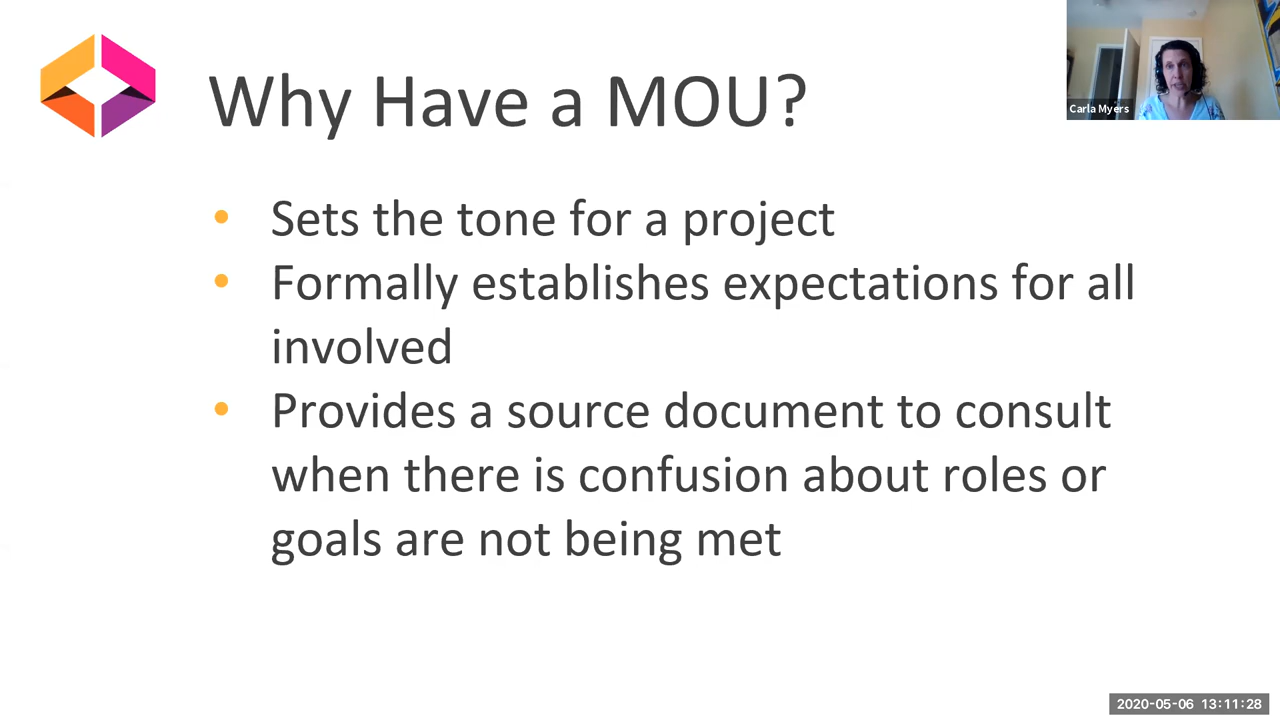 Why Have a MOU?
Carla Myers
• Sets the tone for a project
• Formally establishes expectations for all
involved
• Provides a source document to consult
when there is confusion about roles or
goals are not being met
2020-05-06 13:11:28